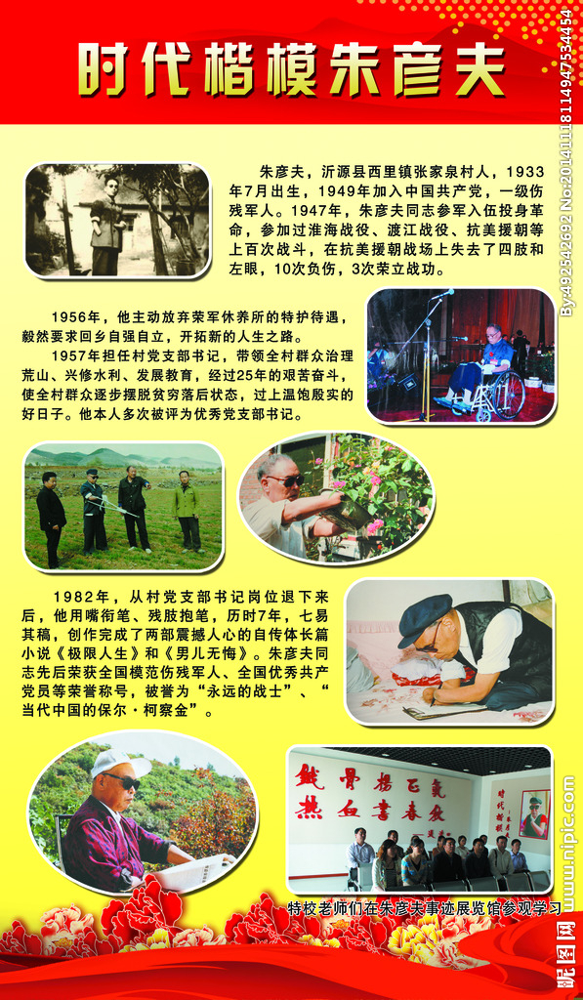 时代楷模朱彦夫
朱彦夫，沂源县西里镇张家泉村人，1933
年7月出生，1949年加入中国共产党，一级伤
残军人。1947年，朱彦夫同志参军入伍投身革
命，参加过淮海战役、渡江战役、抗美援朝等
上百次战斗，在抗美援朝战场上失去了四肢和
左眼，10次负伤，3次荣立战功。
1956年，他主动放弃荣军休养所的特护待遇，
毅然要求回乡自强自立，开拓新的人生之路。
1957年担任村党支部书记，带领全村群众治理
荒山、兴修水利、发展教育，经过25年的艰苦奋斗，
使全村群众逐步摆脱贫穷落后状态，过上温饱殷实的
好日子。他本人多次被评为优秀党支部书记。
1982年，从村党支部书记岗位退下来
后，他用嘴衔笔、残肢抱笔，历时7年，七易
其稿，创作完成了两部震撼人心的自传体长篇
小说《极限人生》和《男儿无悔》。朱彦夫同
志先后荣获全国模范伤残军人、全国优秀共产
党员等荣誉称号，被誉为“永远的战士”、“
当代中国的保尔·柯察金”。
铁骨扬正气
热血书春秋
时代楷模
特校老师们在朱彦夫事迹展览馆参观学习
By:492542692 No:20141118114947534454
昵图网 www.nipic.com